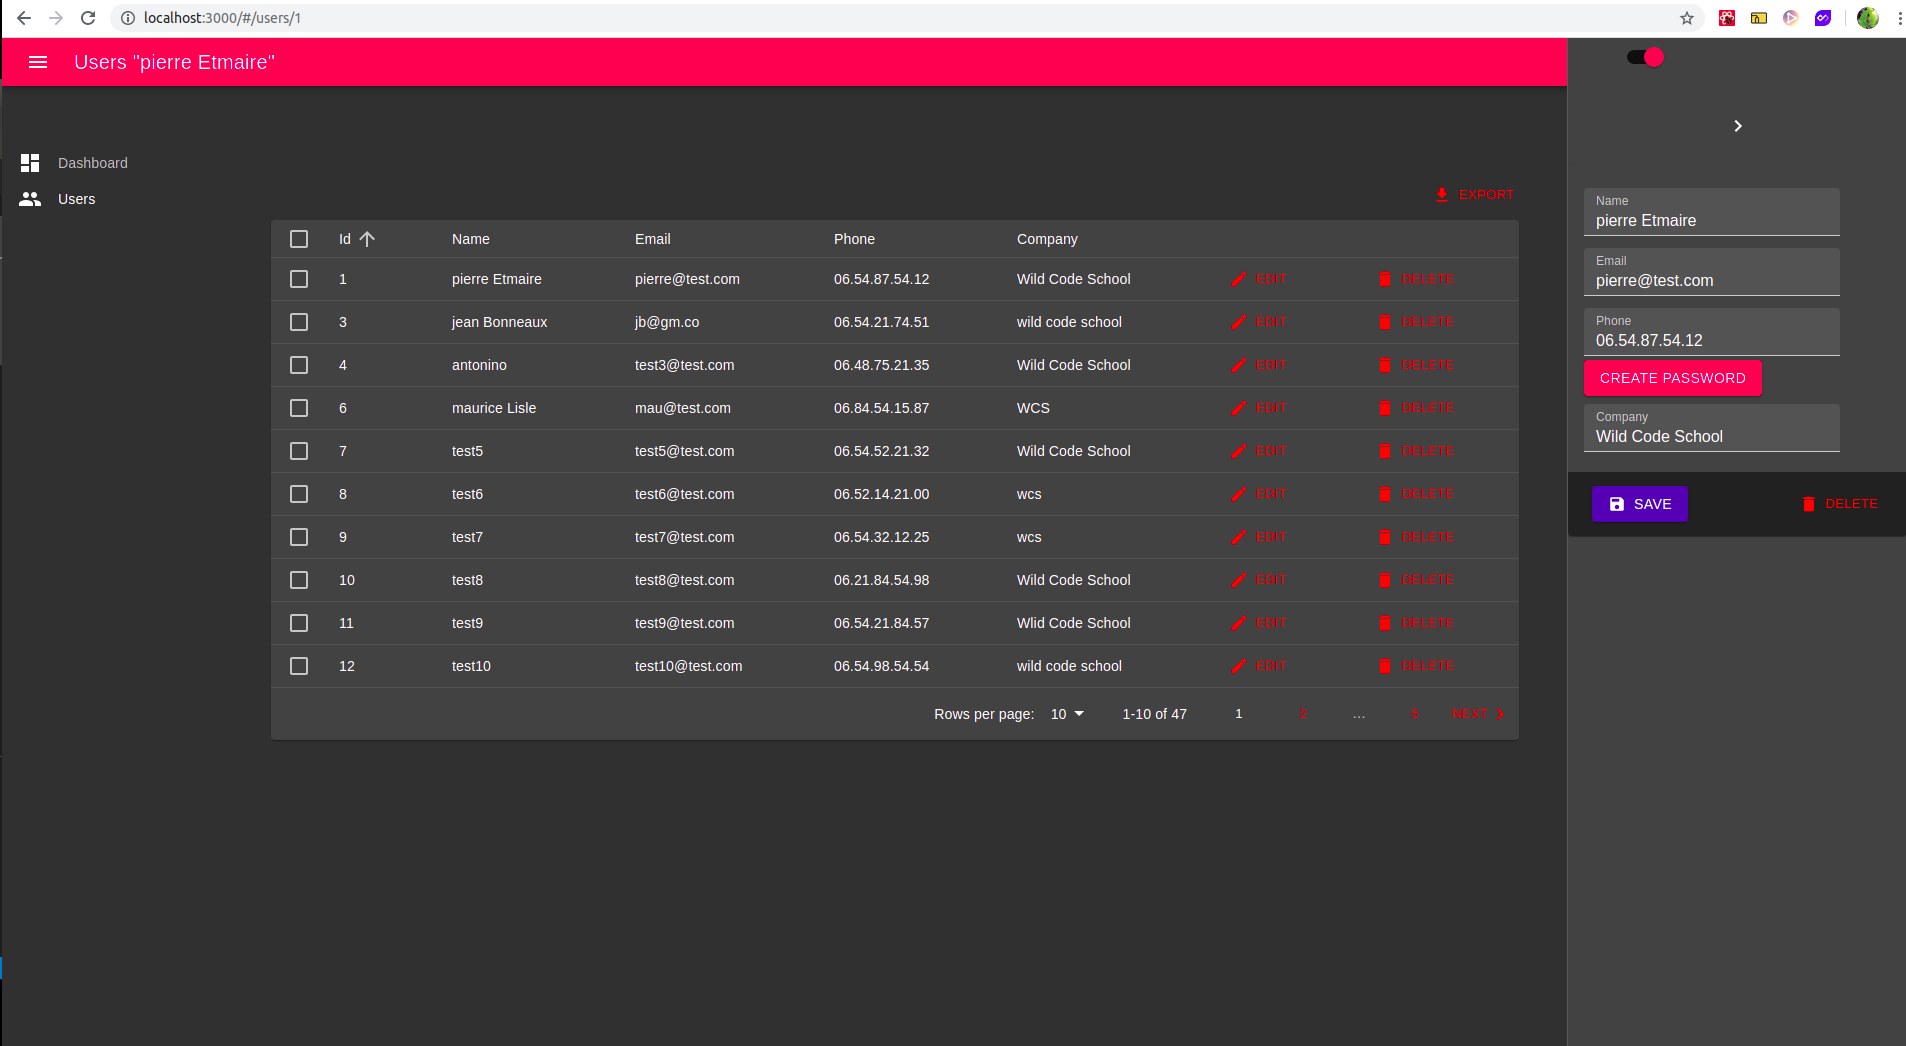 localhost:3000/#/users/1
Users "pierre Etmaire"
Dashboard
Users
EXPORT
Id Name Email Phone Company
1 pierre Etmaire pierre@test.com 06.54.87.54.12 Wild Code School EDIT DELETE
3 jean Bonneaux jb@gm.co 06.54.21.74.51 wild code school EDIT DELETE
4 antonino test3@test.com 06.48.75.21.35 Wild Code School EDIT DELETE
6 maurice Lisle mau@test.com 06.84.54.15.87 WCS EDIT DELETE
7 test5 test5@test.com 06.54.52.21.32 Wild Code School EDIT DELETE
8 test6 test6@test.com 06.52.14.21.00 wcs EDIT DELETE
9 test7 test7@test.com 06.54.32.12.25 wcs EDIT DELETE
10 test8 test8@test.com 06.21.84.54.98 Wild Code School EDIT DELETE
11 test9 test9@test.com 06.54.21.84.57 Wlid Code School EDIT DELETE
12 test10 test10@test.com 06.54.98.54.54 wild code school EDIT DELETE
Rows per page: 10 1-10 of 47 1 2 ... 5 NEXT
Name
pierre Etmaire
Email
pierre@test.com
Phone
06.54.87.54.12
CREATE PASSWORD
Company
Wild Code School
SAVE DELETE